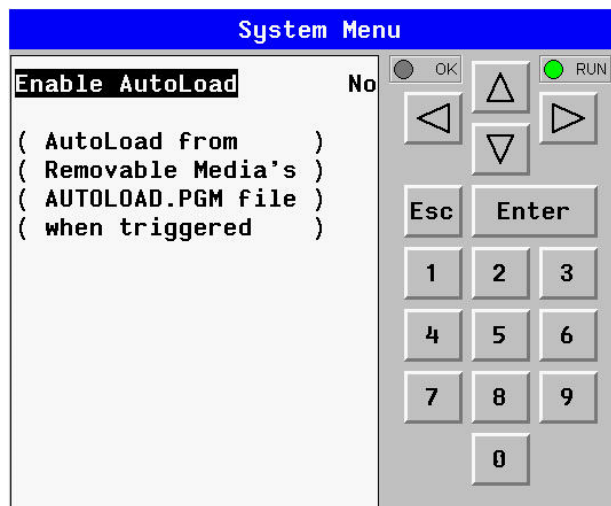 System Menu
Enable AutoLoad No
( AutoLoad from )
( Removable Media's )
( AUTOLOAD.PGM file )
( when triggered )
OK
RUN
Esc Enter
1 2 3
4 5 6
7 8 9
0